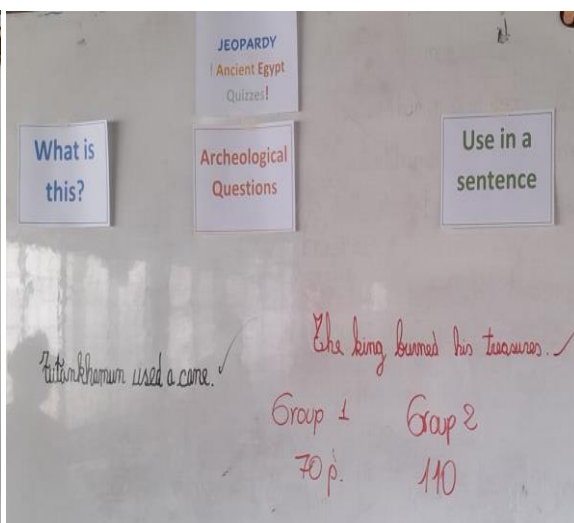 JEOPARDY
! Ancient Egypt
Quizzes!
What is
this?
Archeological
Questions
Use in a
sentence
Tutankhamun used a cane. ✓
The king burned his treasures. ✓
Group 1
Group 2
70 p.
110